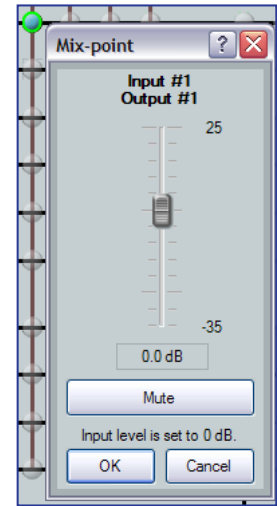 Mix-point
?
Input #1
Output #1
25
-35
0.0 dB
Mute
Input level is set to 0 dB.
OK
Cancel